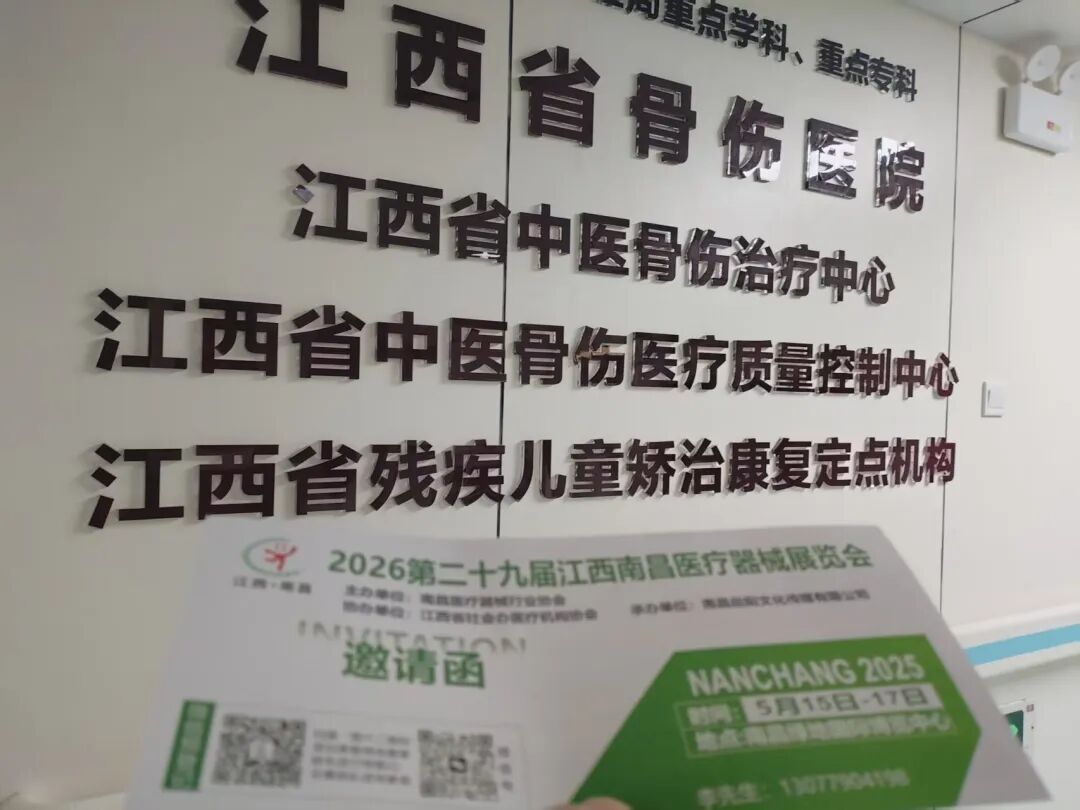 重点学科、重点专科
江西省骨伤医院
江西省中医骨伤治疗中心
江西省中医骨伤医疗质量控制中心
江西省残疾儿童矫治康复定点机构
江西·南昌
2026第二十九届江西南昌医疗器械展览会
主办单位：南昌医疗器械行业协会
协办单位：江西省社会办医疗机构协会
承办单位：南昌文化传媒有限公司
INVITATION
邀请函
NANCHANG 2025
时间：5月15日-17日
地点:南昌绿地国际博览中心
李先生：13077904198